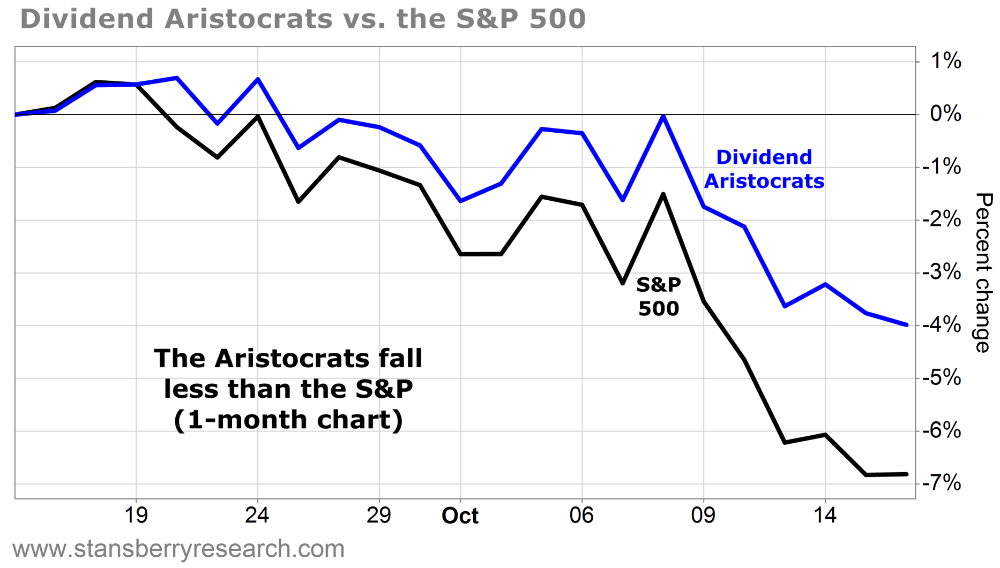 Dividend Aristocrats vs. the S&P 500
1%
0%
-1%
-2%
-3%
-4%
-5%
-6%
-7%
Percent change
Dividend
Aristocrats
S&P
500
The Aristocrats fall
less than the S&P
(1-month chart)
19 24 29 Oct 06 09 14
www.stansberryresearch.com